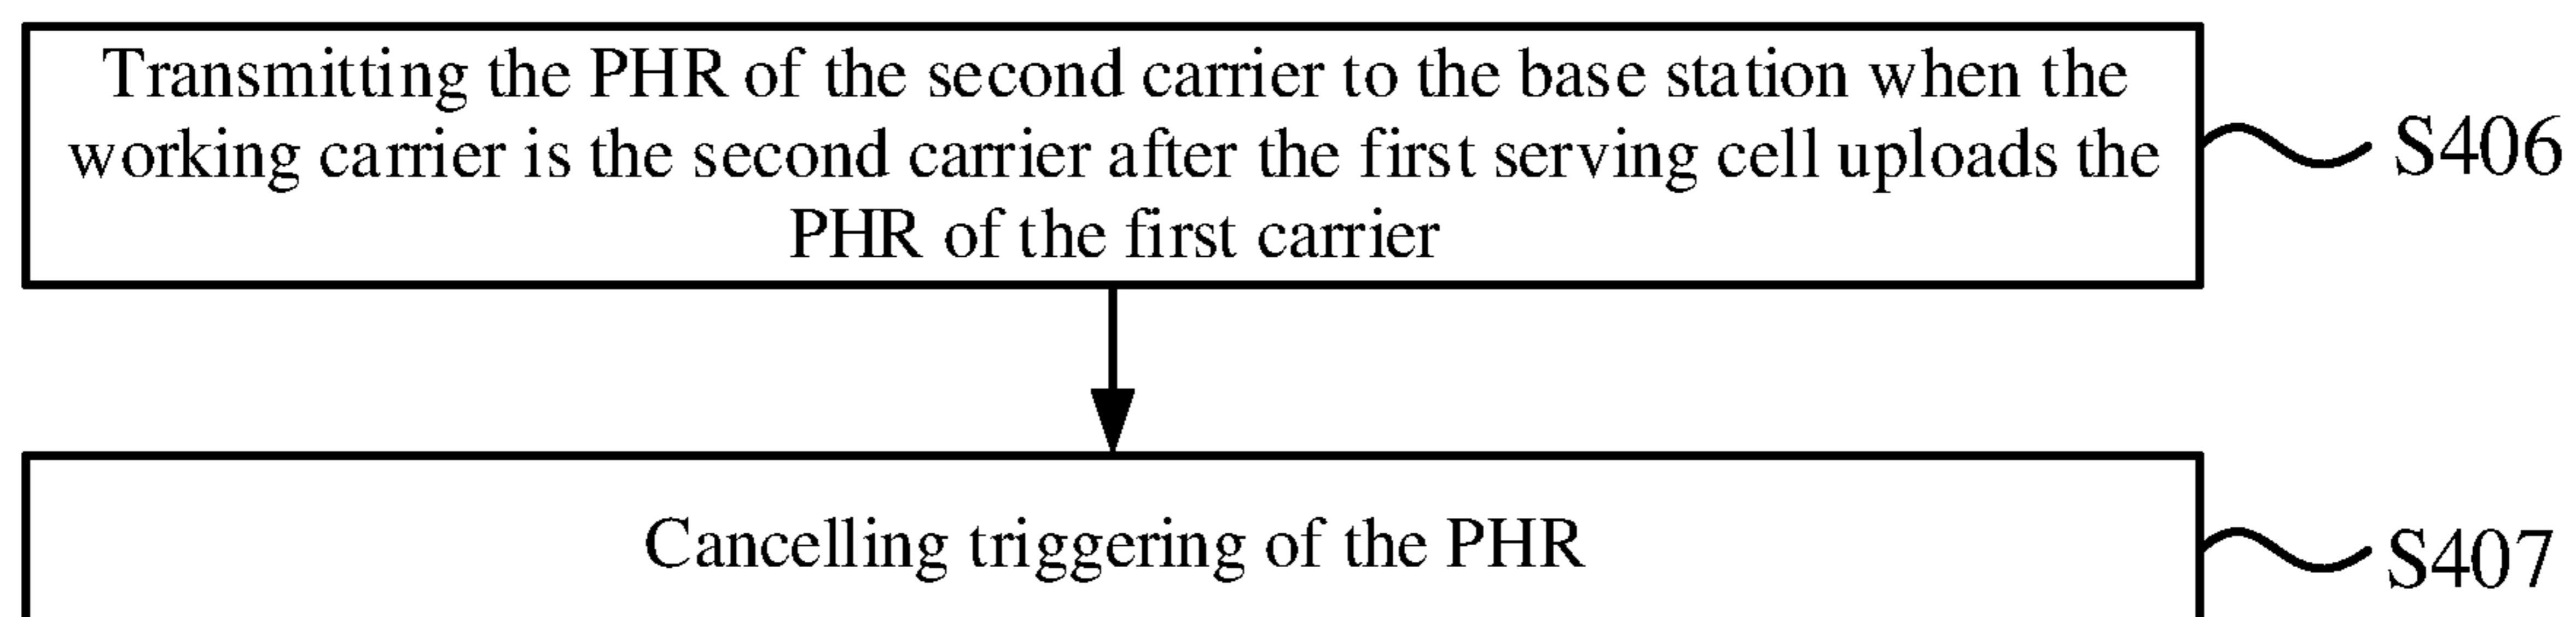 Transmitting the PHR of the second carrier to the base station when the
working carrier is the second carrier after the first serving cell uploads the
PHR of the first carrier
S406
Cancelling triggering of the PHR
S407